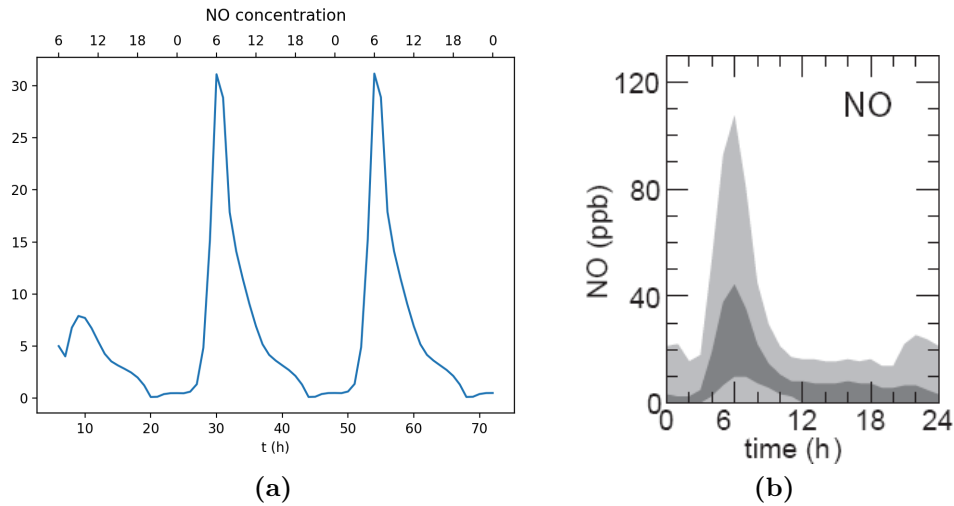 NO concentration
6 12 18 0 6 12 18 0 6 12 18 0
30
25
20
15
10
5
0
10 20 30 40 50 60 70
t (h)
(a)
NO
NO (ppb)
120
80
40
0
0 6 12 18 24
time (h)
(b)